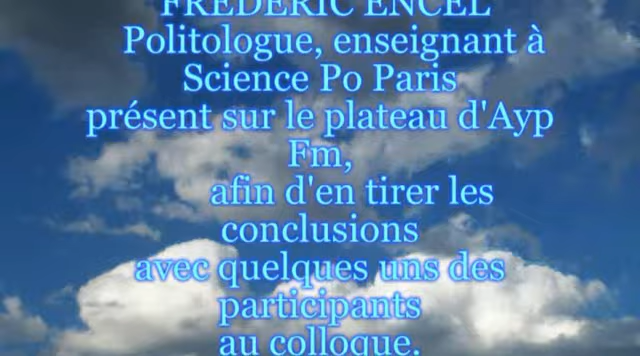 FREDERIC ENCEL
Politologue, enseignant à
Science Po Paris
présent sur le plateau d'Ayp
Fm,
afin d'en tirer les
conclusions
avec quelques uns des
participants
au colloque.